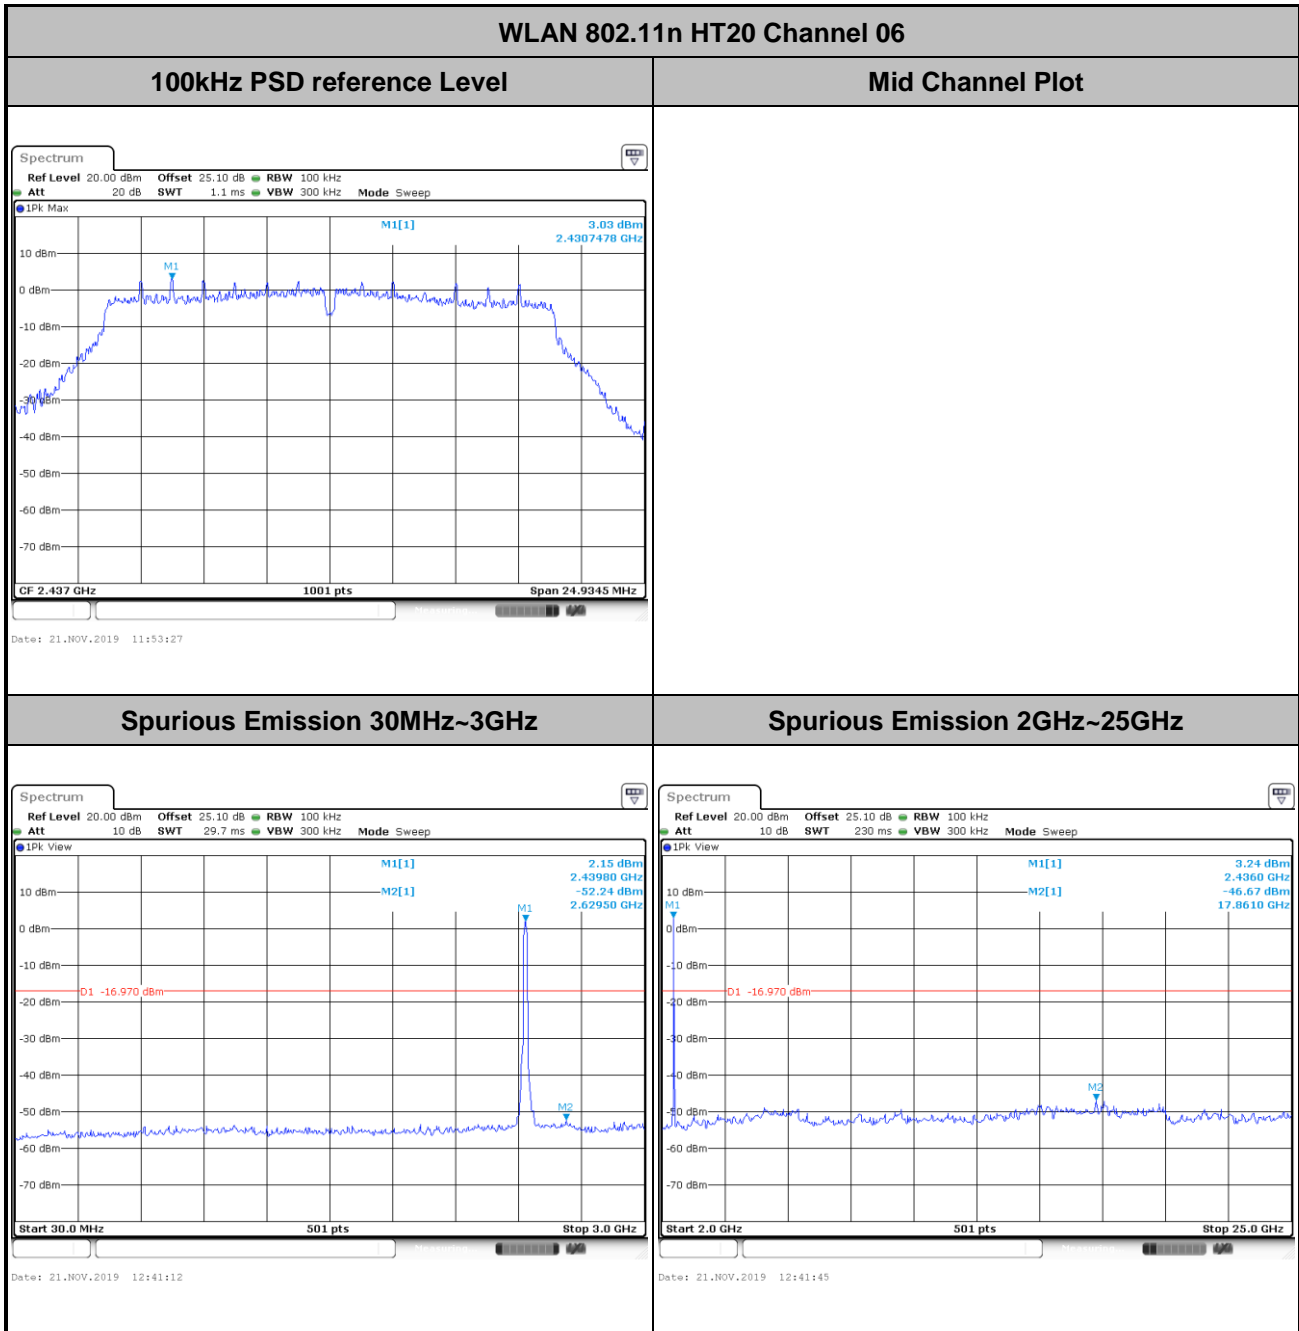 WLAN 802.11n HT20 Channel 06
100kHz PSD reference Level
Mid Channel Plot
Spectrum
Ref Level 20.00 dBm Offset 25.10 dB RBW 100 kHz
Att 20 dB SWT 1.1 ms VBW 300 kHz Mode Sweep
1Pk Max
M1[1] 3.03 dBm
2.4307478 GHz
M1
10 dBm
0 dBm
-10 dBm
-20 dBm
-30 dBm
-40 dBm
-50 dBm
-60 dBm
-70 dBm
CF 2.437 GHz 1001 pts Span 24.9345 MHz
Measuring...
Date: 21.NOV.2019 11:53:27
Spurious Emission 30MHz~3GHz
Spurious Emission 2GHz~25GHz
Spectrum
Ref Level 20.00 dBm Offset 25.10 dB RBW 100 kHz
Att 10 dB SWT 29.7 ms VBW 300 kHz Mode Sweep
1Pk View
M1[1] 2.15 dBm
2.43980 GHz
M2[1] -52.24 dBm
2.62950 GHz
M1
10 dBm
0 dBm
-10 dBm
D1 -16.970 dBm
-20 dBm
-30 dBm
-40 dBm
-50 dBm
M2
-60 dBm
-70 dBm
Start 30.0 MHz 501 pts Stop 3.0 GHz
Measuring...
Date: 21.NOV.2019 12:41:12
Spectrum
Ref Level 20.00 dBm Offset 25.10 dB RBW 100 kHz
Att 10 dB SWT 230 ms VBW 300 kHz Mode Sweep
1Pk View
M1[1] 3.24 dBm
2.4360 GHz
M2[1] -46.67 dBm
17.8610 GHz
10 dBm
M1
0 dBm
-10 dBm
D1 -16.970 dBm
-20 dBm
-30 dBm
-40 dBm
M2
-50 dBm
-60 dBm
-70 dBm
Start 2.0 GHz 501 pts Stop 25.0 GHz
Measuring...
Date: 21.NOV.2019 12:41:45